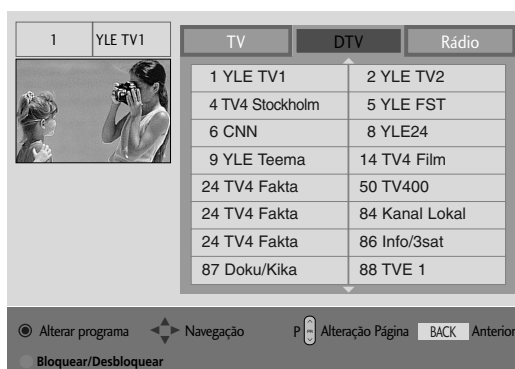 1 YLE TV1
TV DTV Rádio
1 YLE TV1 2 YLE TV2
4 TV4 Stockholm 5 YLE FST
6 CNN 8 YLE24
9 YLE Teema 14 TV4 Film
24 TV4 Fakta 50 TV400
24 TV4 Fakta 84 Kanal Lokal
24 TV4 Fakta 86 Info/3sat
87 Doku/Kika 88 TVE 1
Alterar programa Navegação P PR Alteração Página BACK Anterior
Bloquear/Desbloquear